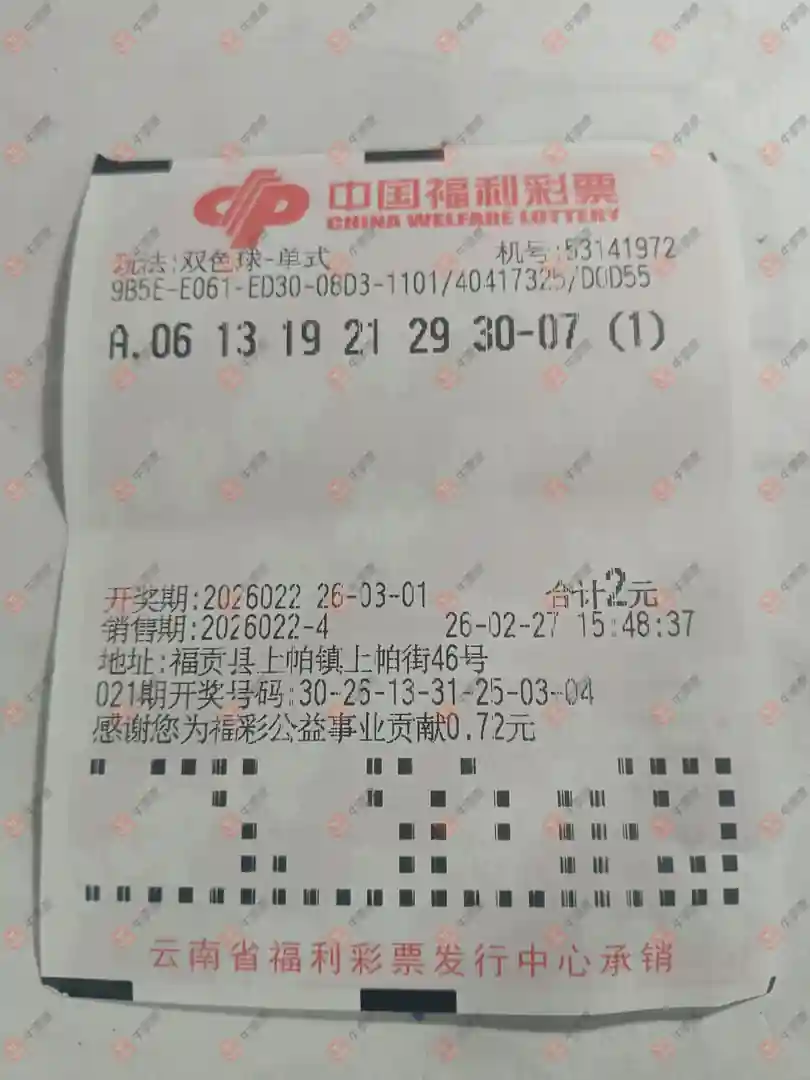 中国福利彩票
CHINA WELFARE LOTTERY
玩法:双色球-单式 机号:53141972
9B5E-E061-ED30-08D3-1101/40417325/D0D55
A.06 13 19 21 29 30-07 (1)
开奖期:2026022 26-03-01 合计2元
销售期:2026022-4 26-02-27 15:48:37
地址:福贡县上帕镇上帕街46号
021期开奖号码:30-26-13-31-25-03-04
感谢您为福彩公益事业贡献0.72元
云南省福利彩票发行中心承销